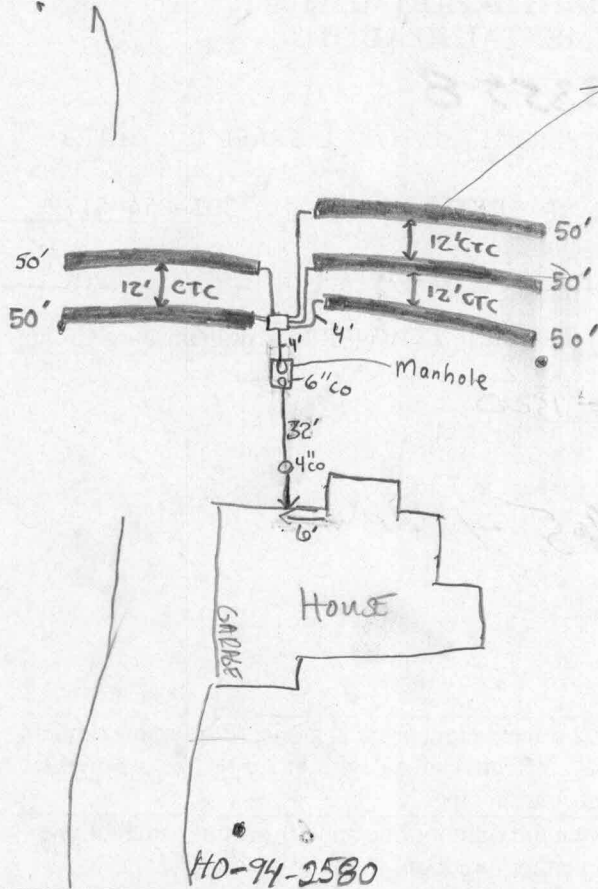 50'
12' CTC
50'
12' CTC
50'
12' CTC
50'
4'
50'
4'
Manhole
6"CO
32'
4"CO
6'
HOUSE
GARAGE
HO-94-2580